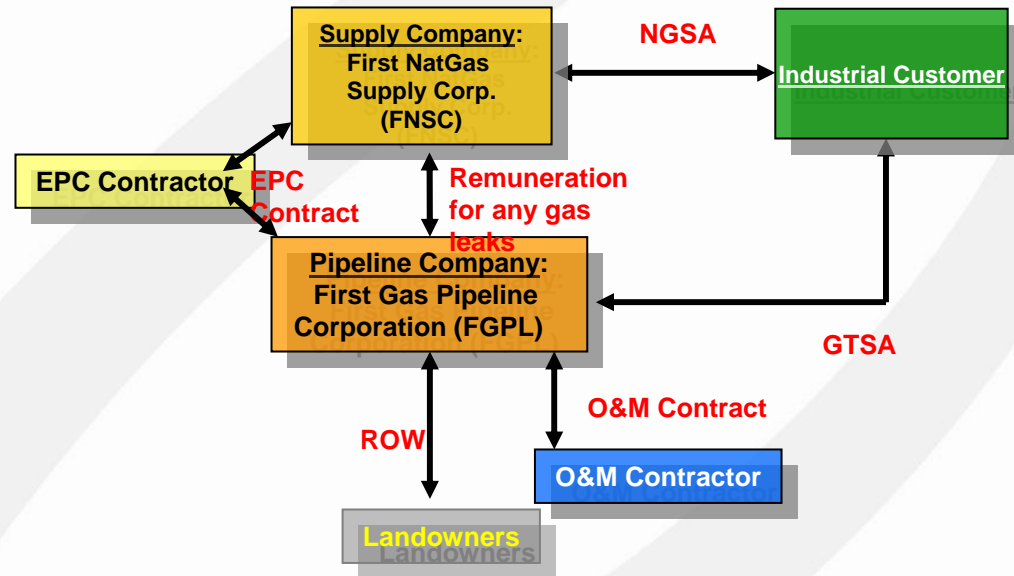 Supply Company:
First NatGas
Supply Corp.
(FNSC)
NGSA
Industrial Customer
EPC Contractor
EPC
Contract
Remuneration
for any gas
leaks
Pipeline Company:
First Gas Pipeline
Corporation (FGPL)
GTSA
O&M Contract
ROW
O&M Contractor
Landowners